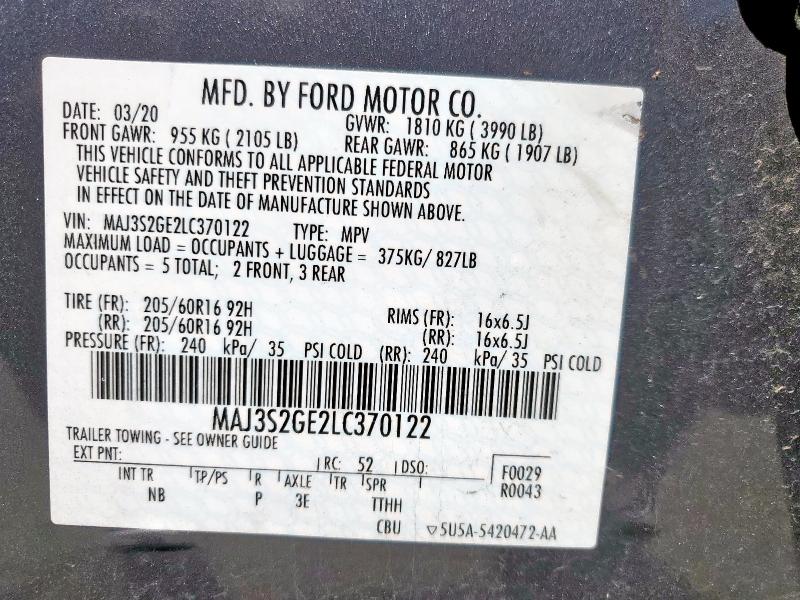 MFD. BY FORD MOTOR CO.
DATE: 03/20 GVWR: 1810 KG ( 3990 LB)
FRONT GAWR: 955 KG ( 2105 LB) REAR GAWR: 865 KG ( 1907 LB)
THIS VEHICLE CONFORMS TO ALL APPLICABLE FEDERAL MOTOR
VEHICLE SAFETY AND THEFT PREVENTION STANDARDS
IN EFFECT ON THE DATE OF MANUFACTURE SHOWN ABOVE.
VIN: MAJ3S2GE2LC370122 TYPE: MPV
MAXIMUM LOAD = OCCUPANTS + LUGGAGE = 375KG/ 827LB
OCCUPANTS = 5 TOTAL; 2 FRONT, 3 REAR
TIRE (FR): 205/60R16 92H RIMS (FR): 16x6.5J
(RR): 205/60R16 92H (RR): 16x6.5J
PRESSURE (FR): 240 kPa/ 35 PSI COLD (RR): 240 kPa/ 35 PSI COLD
MAJ3S2GE2LC370122
TRAILER TOWING - SEE OWNER GUIDE
EXT PNT: RC: 52 DSO: F0029
INT TR TP/PS R AXLE TR SPR R0043
NB P 3E TTHH
CBU ▽5U5A-5420472-AA